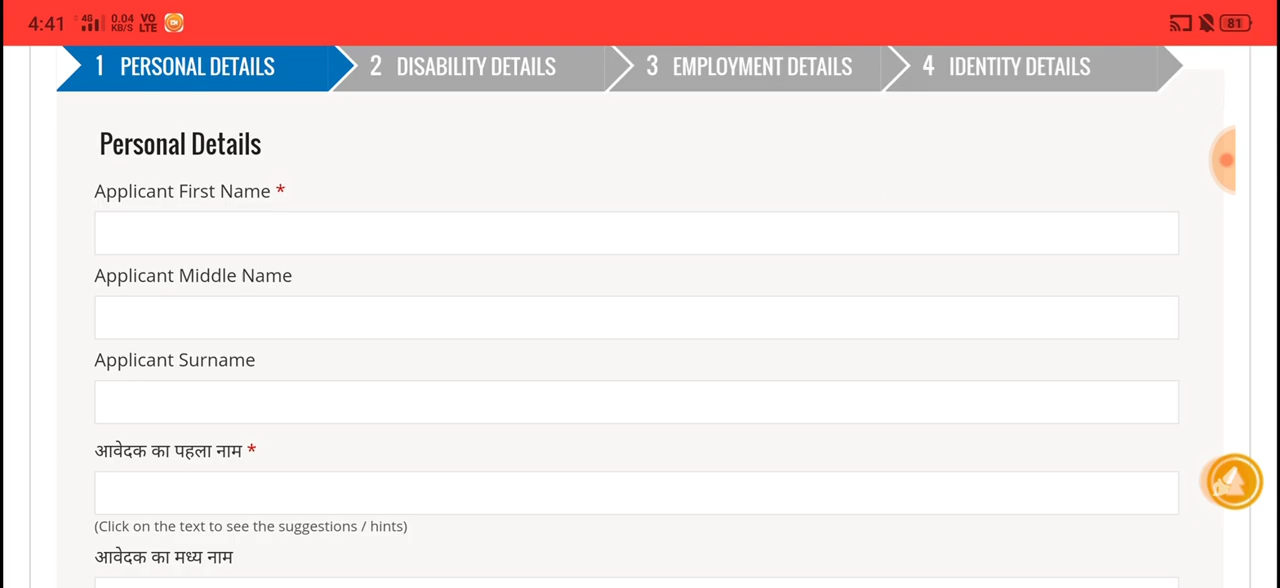 4:41 4G 0.04 KB/S VO LTE 81
1 PERSONAL DETAILS 2 DISABILITY DETAILS 3 EMPLOYMENT DETAILS 4 IDENTITY DETAILS
Personal Details
Applicant First Name *
Applicant Middle Name
Applicant Surname
आवेदक का पहला नाम *
(Click on the text to see the suggestions / hints)
आवेदक का मध्य नाम